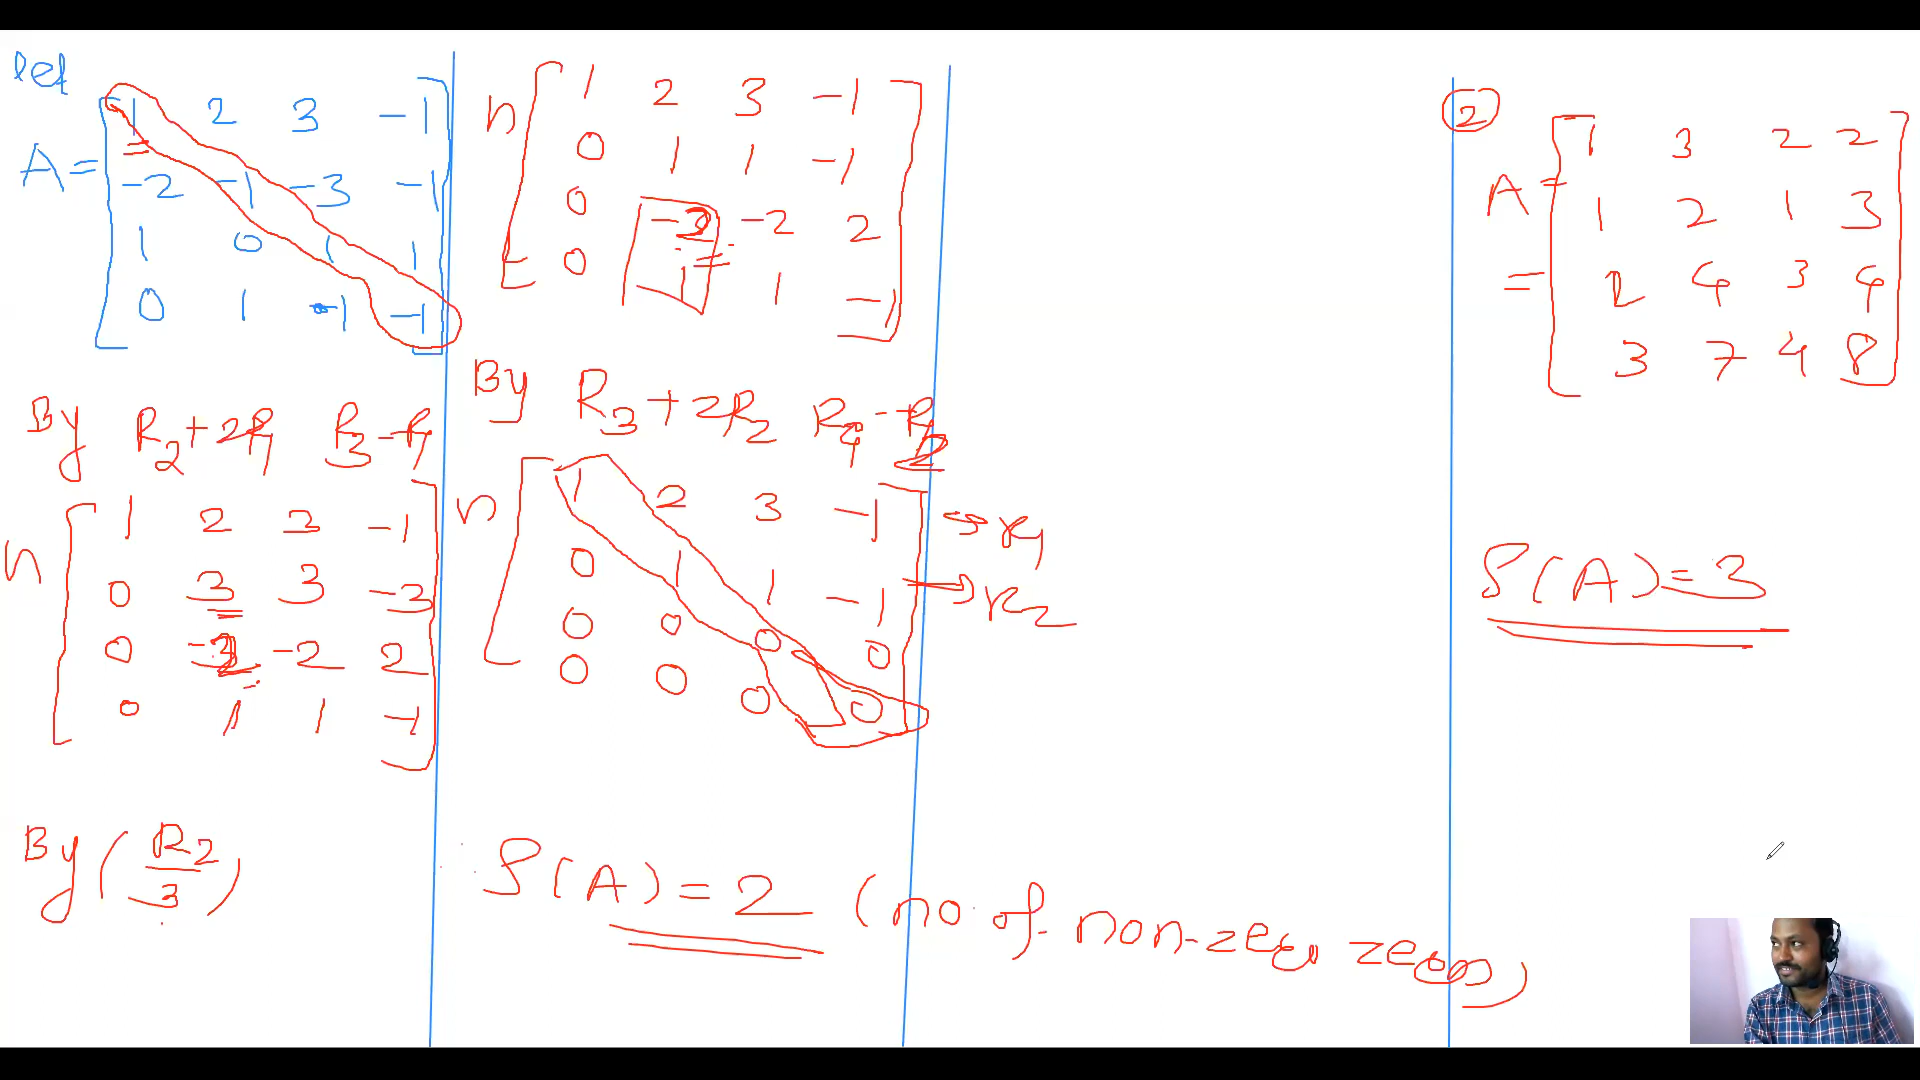 let
A = [ 1 2 3 -1
-2 -1 -3 -1
1 0 1 1
0 1 -1 -1 ]
By R2+2R1 R3-R1
n [ 1 2 3 -1
0 3 3 -3
0 -2 -2 2
0 1 1 -1 ]
By (R2/3)
n [ 1 2 3 -1
0 1 1 -1
0 -2 -2 2
0 1 1 -1 ]
By R3+2R2 R4-R2
n [ 1 2 3 -1 ] → R1
0 1 1 -1 → R2
0 0 0 0
0 0 0 0
ρ(A) = 2 (no of non-zero zeros)
②
A = [ 1 3 2 2
1 2 1 3
= 2 4 3 4
3 7 4 8 ]
ρ(A) = 3